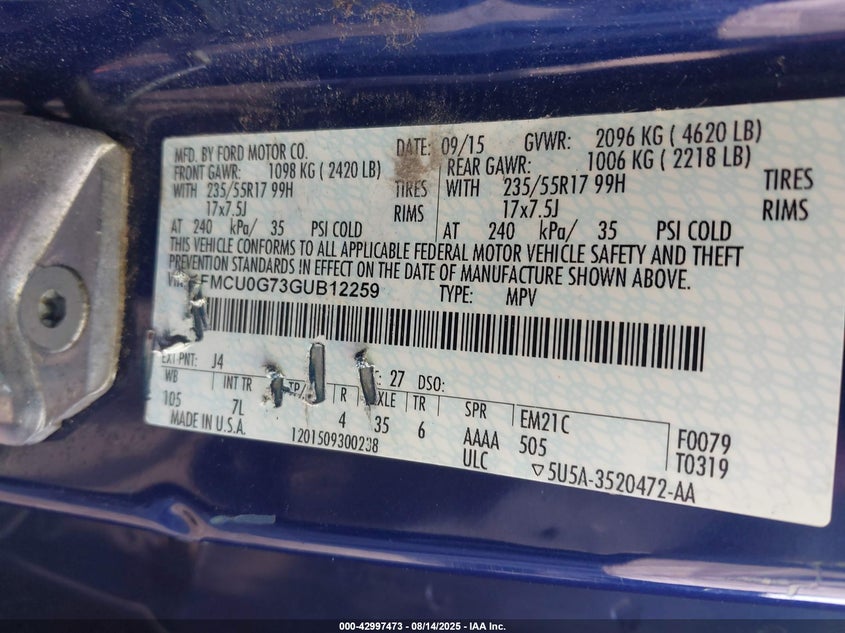 MFD. BY FORD MOTOR CO. DATE: 09/15 GVWR: 2096 KG ( 4620 LB)
FRONT GAWR: 1098 KG ( 2420 LB) REAR GAWR: 1006 KG ( 2218 LB)
WITH 235/55R17 99H TIRES WITH 235/55R17 99H TIRES
17x7.5J RIMS 17x7.5J RIMS
AT 240 kPa/ 35 PSI COLD AT 240 kPa/ 35 PSI COLD
THIS VEHICLE CONFORMS TO ALL APPLICABLE FEDERAL MOTOR VEHICLE SAFETY AND THEFT
PREVENTION STANDARDS IN EFFECT ON THE DATE OF MANUFACTURE SHOWN ABOVE.
FMCU0G73GUB12259 TYPE: MPV
EXT PNT: J4 27 DSO:
WB INT TR TP/ R AXLE TR SPR EM21C
105 7L 4 35 6 AAAA 505 F0079
MADE IN U.S.A. ULC T0319
1201509300238 ▽5U5A-3520472-AA
000-42997473 - 08/14/2025 - IAA Inc.